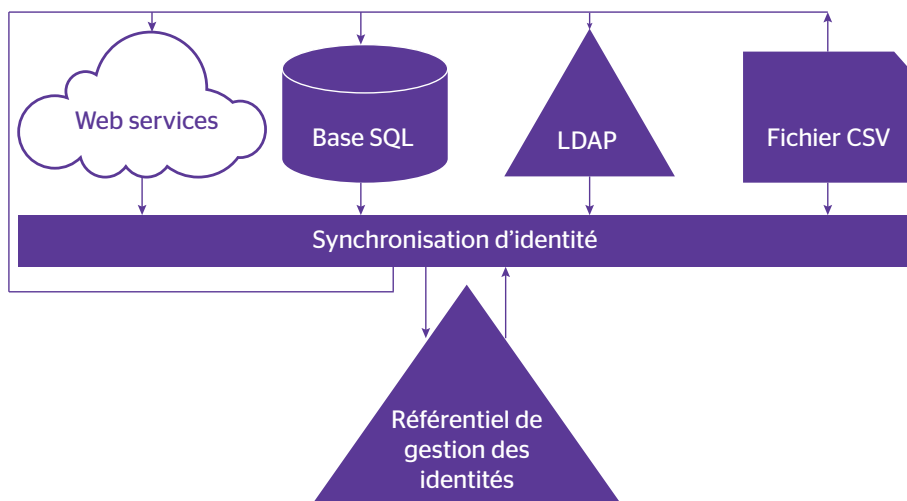 Web services
Base SQL
LDAP
Fichier CSV
Synchronisation d’identité
Référentiel de
gestion des
identités